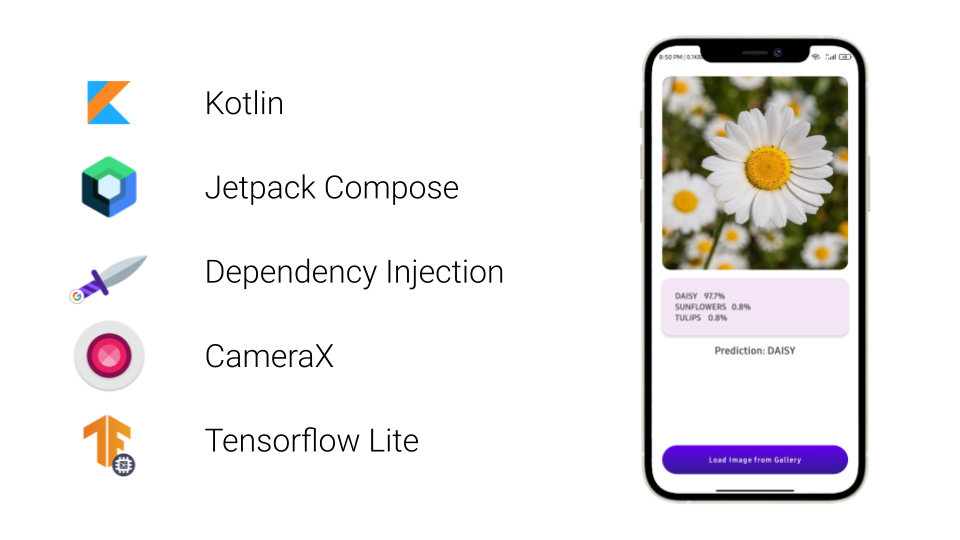 Kotlin
Jetpack Compose
Dependency Injection
CameraX
Tensorflow Lite
8:50 PM | 0.1KB
DAISY 97.7%
SUNFLOWERS 0.8%
TULIPS 0.8%
Prediction: DAISY
Load Image from Gallery